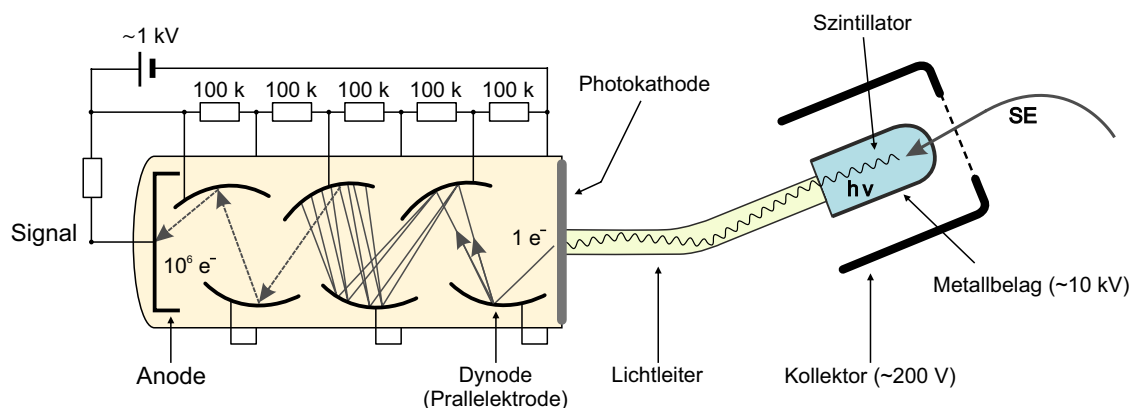 ~1 kV
100 k 100 k 100 k 100 k 100 k
Szintillator
Photokathode
SE
hν
Signal
1 e⁻
10⁶ e⁻
Metallbelag (~10 kV)
Anode
Dynode
(Prallelektrode)
Lichtleiter
Kollektor (~200 V)